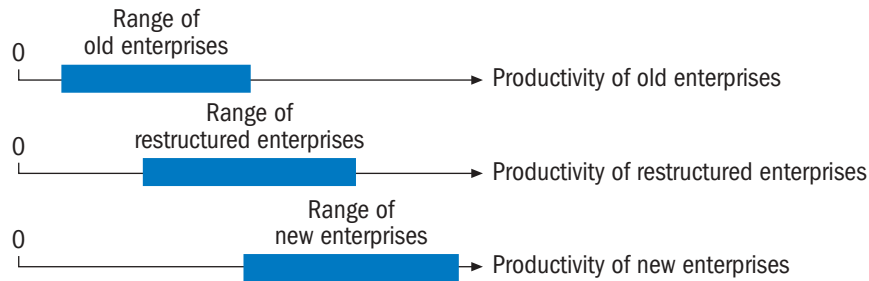 Range of
old enterprises
0
Productivity of old enterprises
Range of
restructured enterprises
0
Productivity of restructured enterprises
Range of
new enterprises
0
Productivity of new enterprises